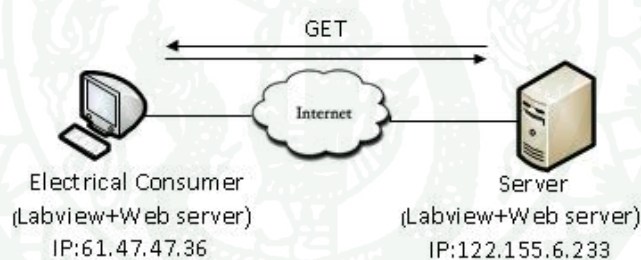 GET
Internet
Electrical Consumer
(Labview+Web server)
IP:61.47.47.36
Server
(Labview+Web server)
IP:122.155.6.233